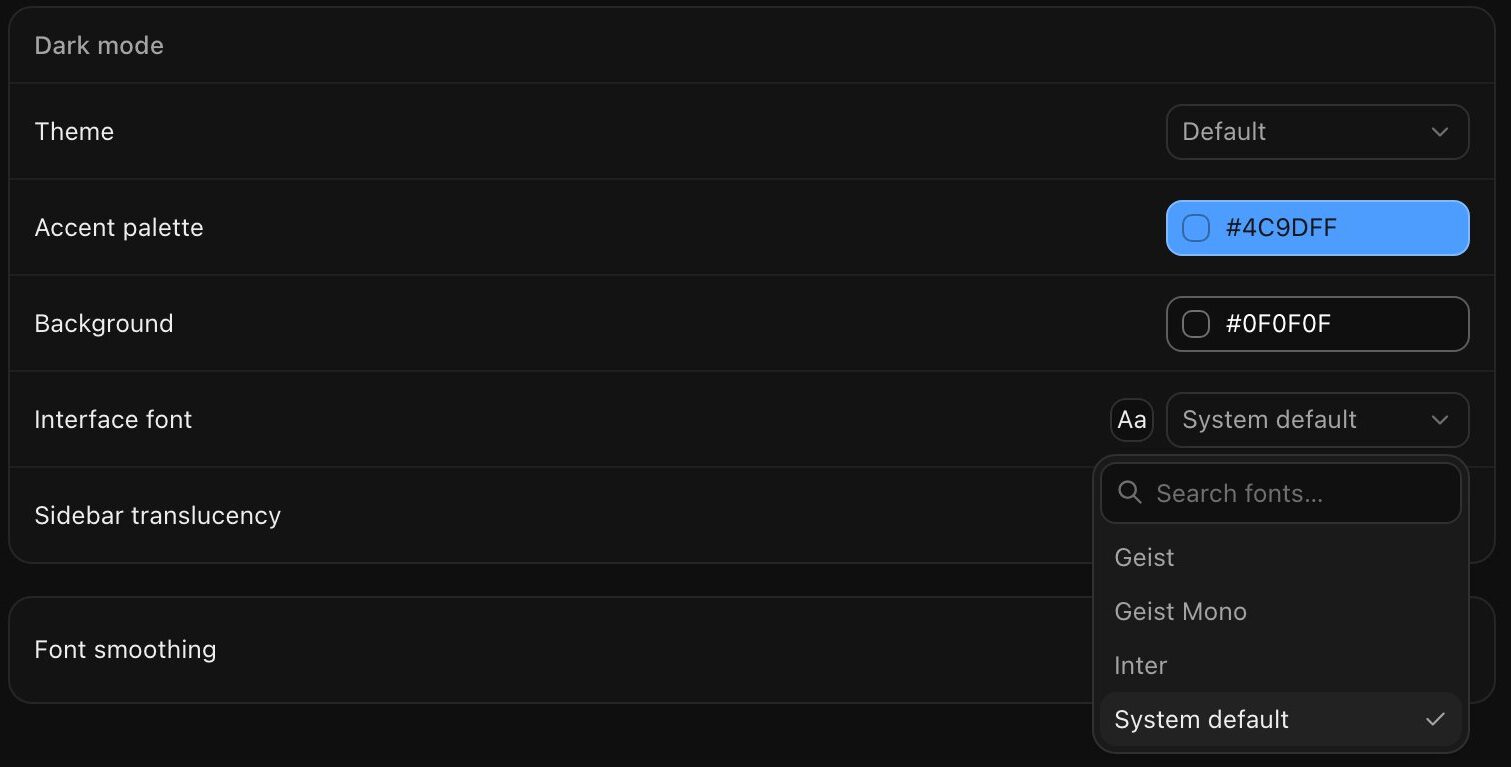 Dark mode
Theme
Default
Accent palette
#4C9DFF
Background
#0F0F0F
Interface font
Aa
System default
Search fonts...
Sidebar translucency
Geist
Geist Mono
Font smoothing
Inter
System default